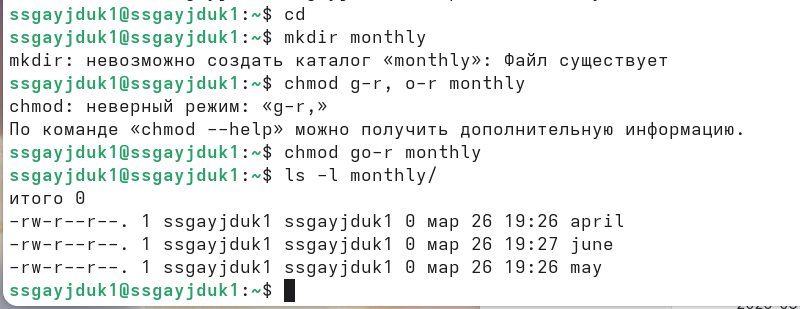 ssgayjduk1@ssgayjduk1:~$ cd
ssgayjduk1@ssgayjduk1:~$ mkdir monthly
mkdir: невозможно создать каталог «monthly»: Файл существует
ssgayjduk1@ssgayjduk1:~$ chmod g-r, o-r monthly
chmod: неверный режим: «g-r,»
По команде «chmod --help» можно получить дополнительную информацию.
ssgayjduk1@ssgayjduk1:~$ chmod go-r monthly
ssgayjduk1@ssgayjduk1:~$ ls -l monthly/
итого 0
-rw-r--r--. 1 ssgayjduk1 ssgayjduk1 0 мар 26 19:26 april
-rw-r--r--. 1 ssgayjduk1 ssgayjduk1 0 мар 26 19:27 june
-rw-r--r--. 1 ssgayjduk1 ssgayjduk1 0 мар 26 19:26 may
ssgayjduk1@ssgayjduk1:~$